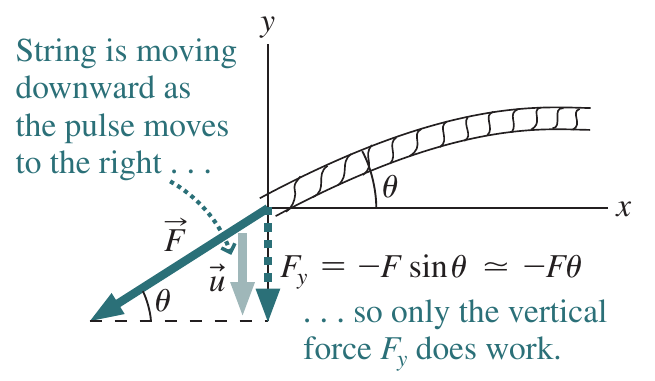 y
String is moving
downward as
the pulse moves
to the right . . .
θ
x
F⃗
u⃗
F_y = −F sinθ ≃ −Fθ
θ
. . . so only the vertical
force F_y does work.